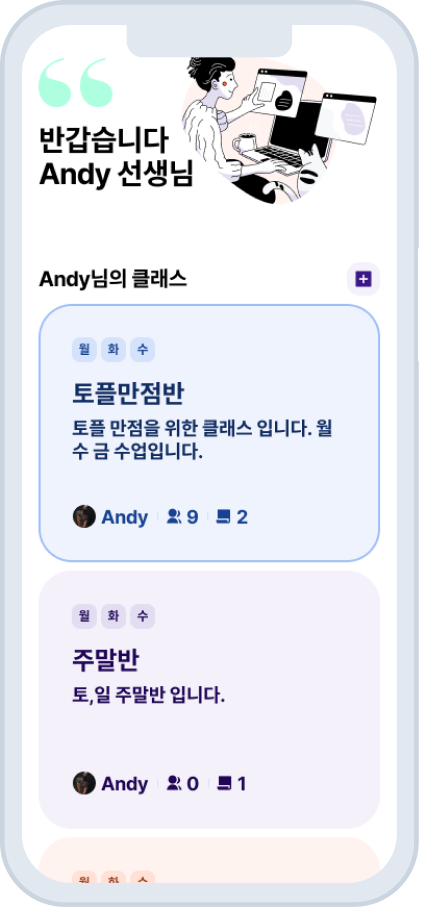 반갑습니다
Andy 선생님
Andy님의 클래스
월 화 수
토플만점반
토플 만점을 위한 클래스 입니다. 월
수 금 수업입니다.
Andy 9 2
월 화 수
주말반
토,일 주말반 입니다.
Andy 0 1
월 화 수